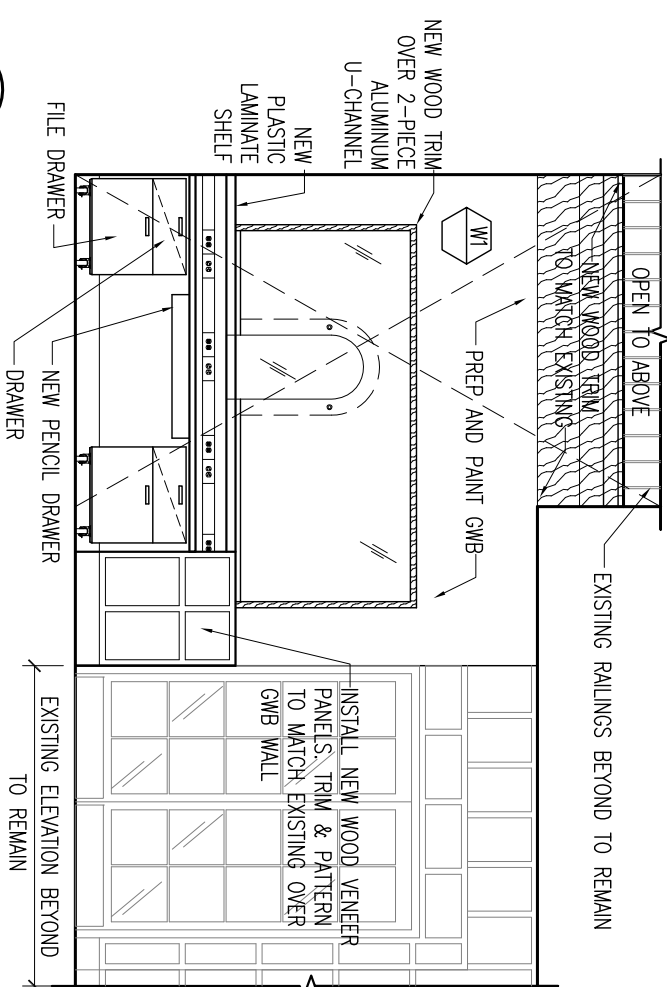 OPEN TO ABOVE
NEW WOOD TRIM
TO MATCH EXISTING
EXISTING RAILINGS BEYOND TO REMAIN
NEW WOOD TRIM
OVER 2-PIECE
ALUMINUM
U-CHANNEL
W1
PREP AND PAINT GWB
NEW
PLASTIC
LAMINATE
SHELF
INSTALL NEW WOOD VENEER
PANELS, TRIM & PATTERN
TO MATCH EXISTING OVER
GWB WALL
FILE DRAWER
NEW PENCIL DRAWER
DRAWER
EXISTING ELEVATION BEYOND
TO REMAIN